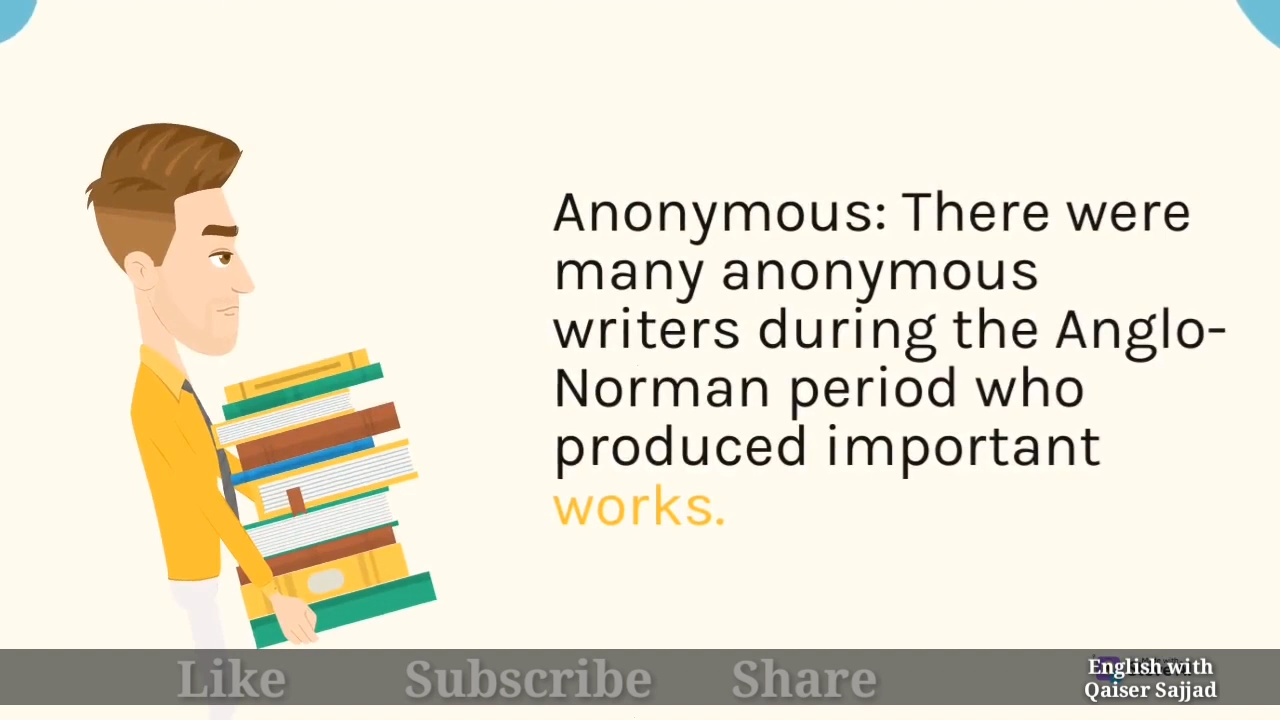 Anonymous: There were
many anonymous
writers during the Anglo-
Norman period who
produced important
works.
Like Subscribe Share
English with
Qaiser Sajjad